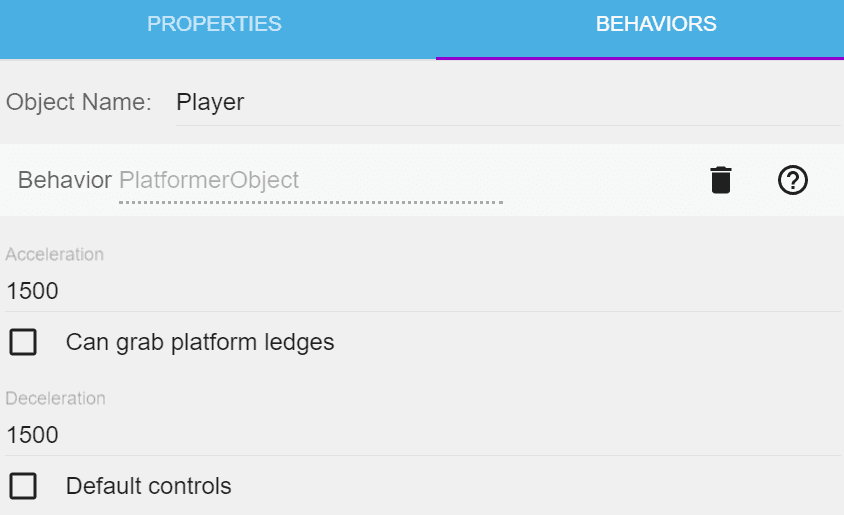 PROPERTIES BEHAVIORS
Object Name: Player
Behavior PlatformerObject
Acceleration
1500
Can grab platform ledges
Deceleration
1500
Default controls